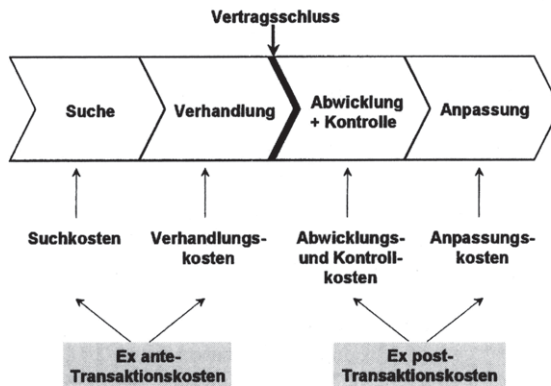 Vertragsschluss
Suche
Verhandlung
Abwicklung
+ Kontrolle
Anpassung
Suchkosten
Verhandlungs-
kosten
Abwicklungs-
und Kontroll-
kosten
Anpassungs-
kosten
Ex ante-
Transaktionskosten
Ex post-
Transaktionskosten